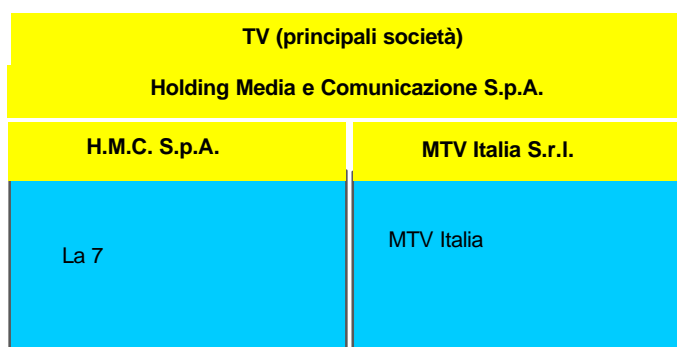 TV (principali società)
Holding Media e Comunicazione S.p.A.
H.M.C. S.p.A.
MTV Italia S.r.l.
La 7
MTV Italia